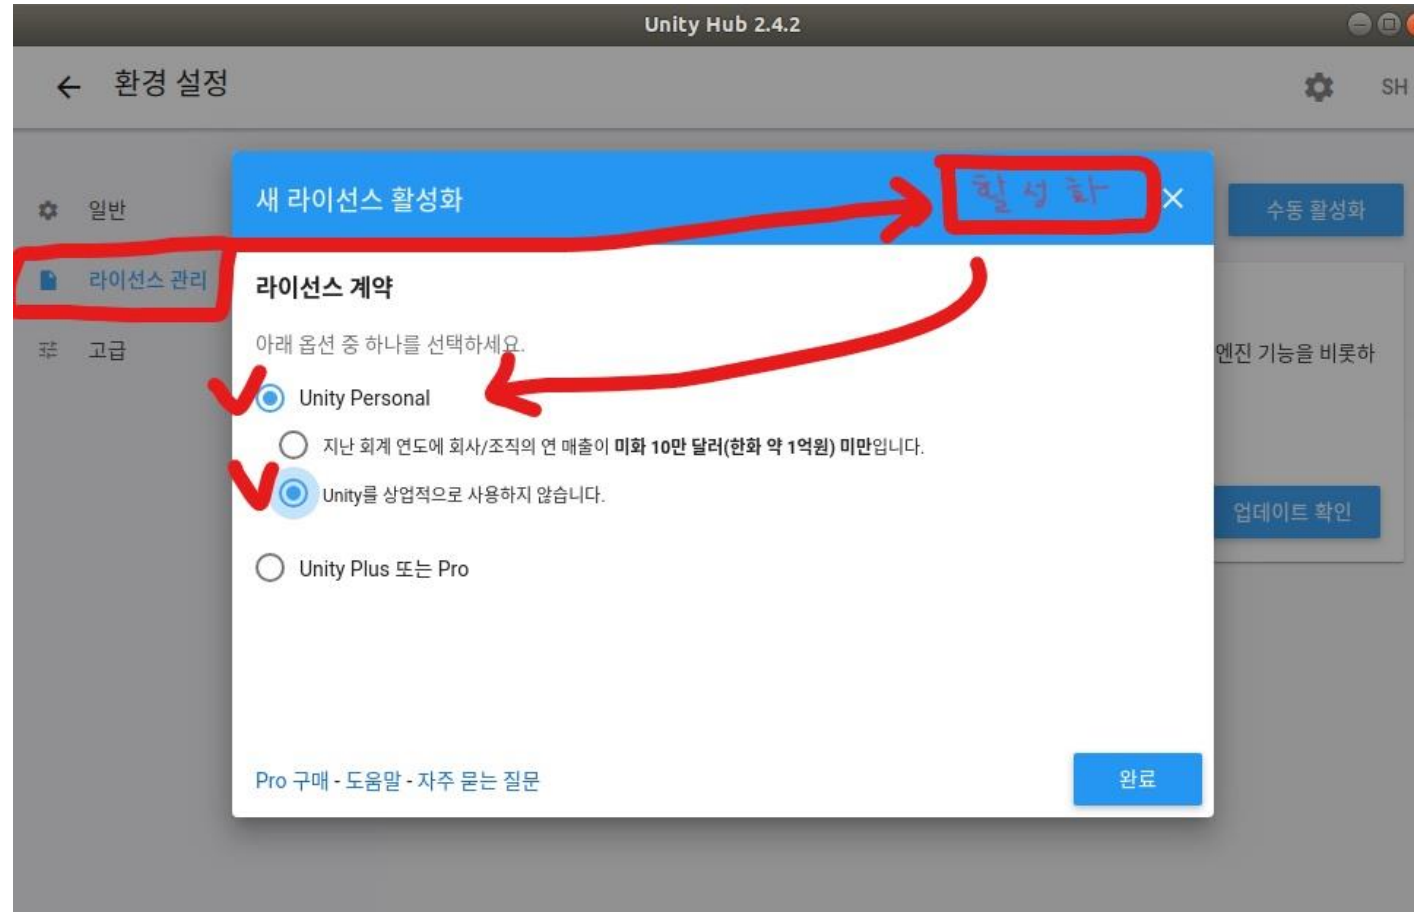 Unity Hub 2.4.2
환경 설정
SH
새 라이선스 활성화
활성화
수동 활성화
일반
라이선스 관리
고급
라이선스 계약
아래 옵션 중 하나를 선택하세요.
엔진 기능을 비롯하
Unity Personal
지난 회계 연도에 회사/조직의 연 매출이 미화 10만 달러(한화 약 1억원) 미만입니다.
Unity를 상업적으로 사용하지 않습니다.
업데이트 확인
Unity Plus 또는 Pro
Pro 구매 - 도움말 - 자주 묻는 질문
완료